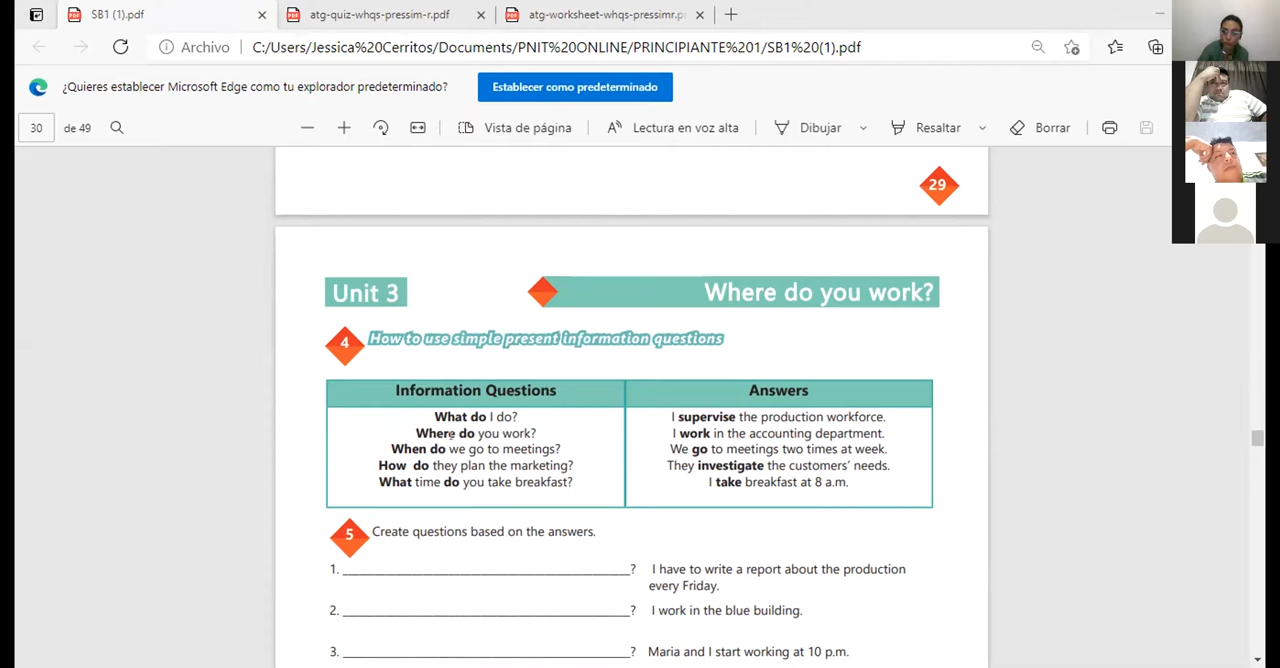 SB1 (1).pdf
atg-quiz-whqs-pressim-r.pdf
atg-worksheet-whqs-pressimr.p
Archivo
C:/Users/Jessica%20Cerritos/Documents/PNIT%20ONLINE/PRINCIPIANTE%201/SB1%20(1).pdf
¿Quieres establecer Microsoft Edge como tu explorador predeterminado?
Establecer como predeterminado
30 de 49
Vista de página
Lectura en voz alta
Dibujar
Resaltar
Borrar
29
Unit 3
Where do you work?
4 How to use simple present information questions
Information Questions
Answers
What do I do?
I supervise the production workforce.
Where do you work?
I work in the accounting department.
When do we go to meetings?
We go to meetings two times at week.
How do they plan the marketing?
They investigate the customers' needs.
What time do you take breakfast?
I take breakfast at 8 a.m.
5 Create questions based on the answers.
1. ________________________________? I have to write a report about the production
every Friday.
2. ________________________________? I work in the blue building.
3. ________________________________? Maria and I start working at 10 p.m.